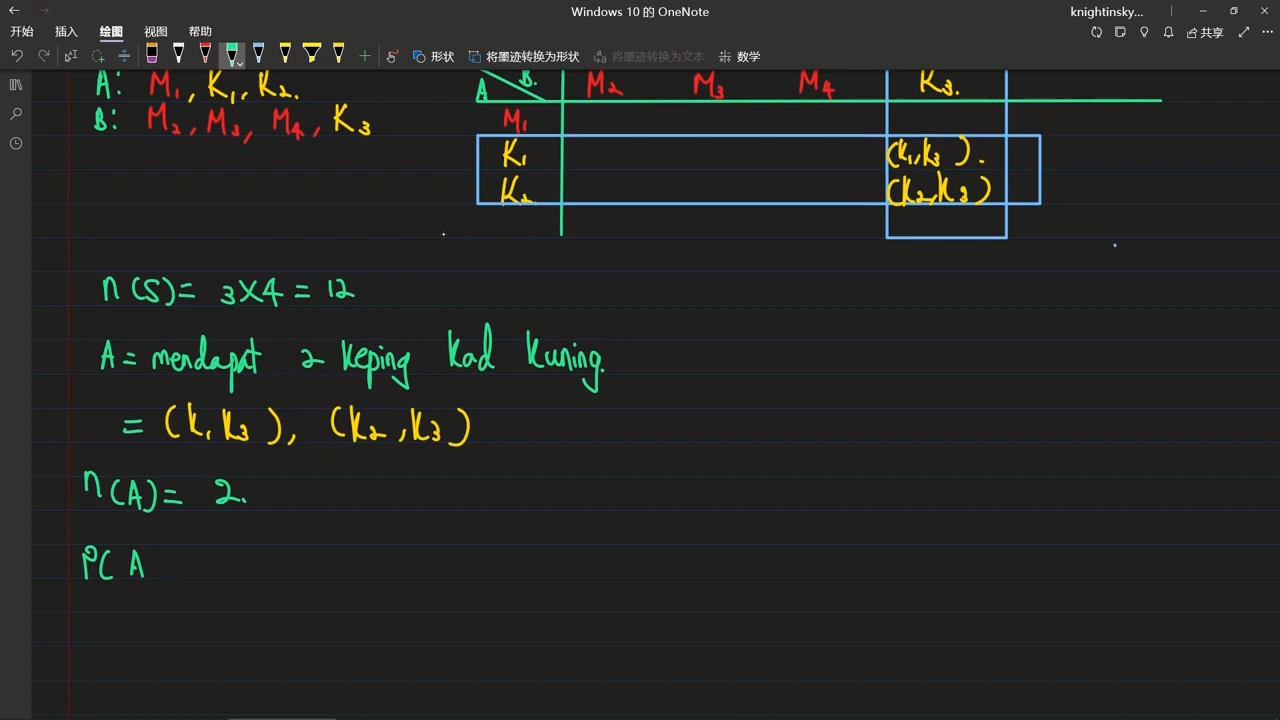 Windows 10 的 OneNote
knightinsky...
开始 插入 绘图 视图 帮助
共享
形状 将墨迹转换为形状 将墨迹转换为文本 数学
A: M₁, K₁, K₂.
B: M₂, M₃, M₄, K₃
A B. M₂ M₃ M₄ K₃.
M₁
K₁ (K₁,K₃).
K₂ (K₂,K₃)
n(S)= 3×4 = 12
A = mendapat 2 keping kad kuning.
= (K₁K₃), (K₂,K₃)
n(A)= 2.
P( A